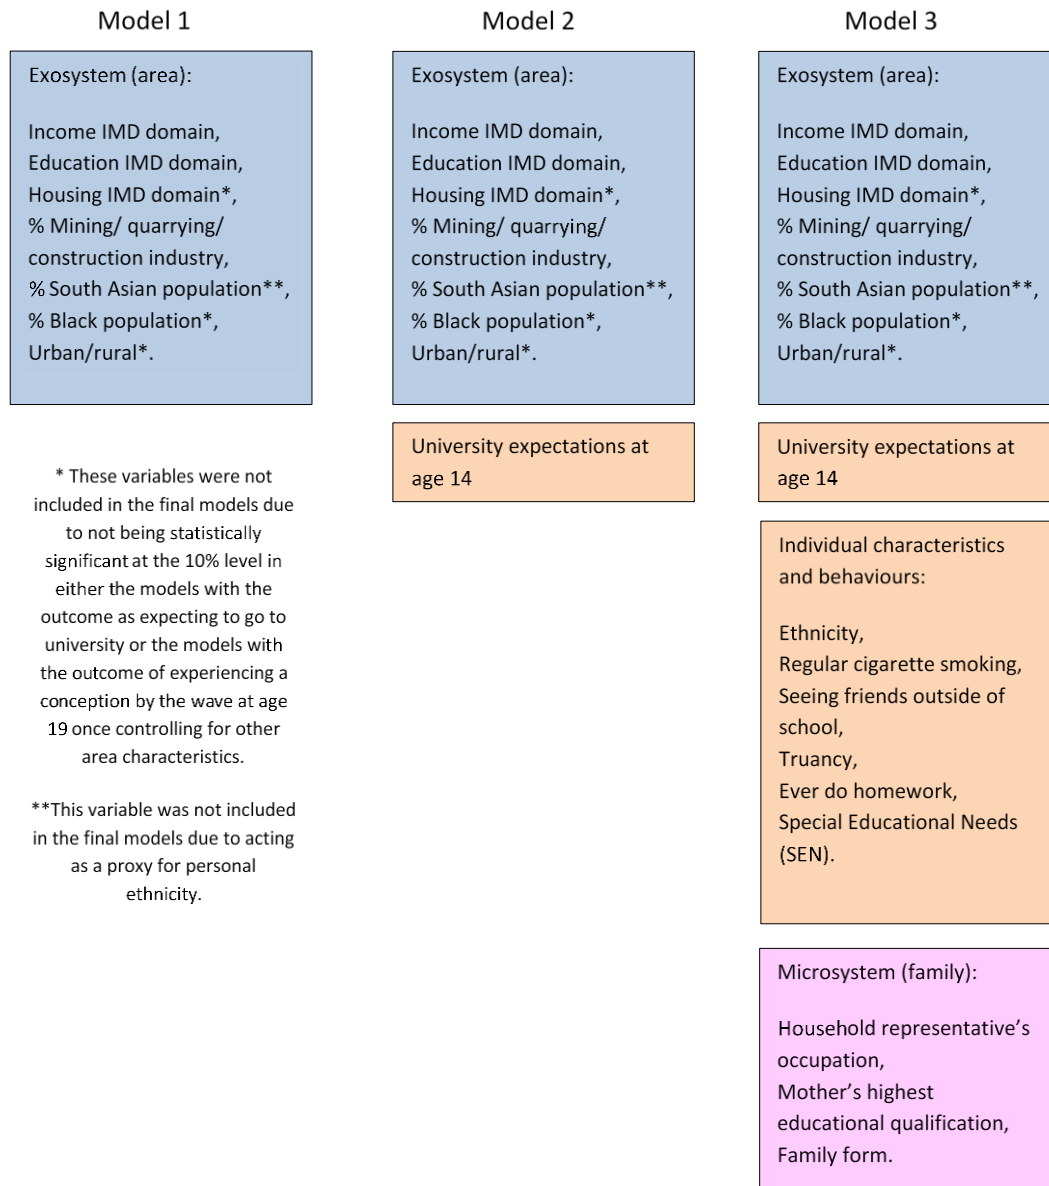 Model 1
Exosystem (area):
Income IMD domain,
Education IMD domain,
Housing IMD domain*,
% Mining/ quarrying/
construction industry,
% South Asian population**,
% Black population*,
Urban/rural*.
* These variables were not
included in the final models due
to not being statistically
significant at the 10% level in
either the models with the
outcome as expecting to go to
university or the models with
the outcome of experiencing a
conception by the wave at age
19 once controlling for other
area characteristics.
**This variable was not included
in the final models due to acting
as a proxy for personal
ethnicity.
Model 2
Exosystem (area):
Income IMD domain,
Education IMD domain,
Housing IMD domain*,
% Mining/ quarrying/
construction industry,
% South Asian population**,
% Black population*,
Urban/rural*.
University expectations at
age 14
Model 3
Exosystem (area):
Income IMD domain,
Education IMD domain,
Housing IMD domain*,
% Mining/ quarrying/
construction industry,
% South Asian population**,
% Black population*,
Urban/rural*.
University expectations at
age 14
Individual characteristics
and behaviours:
Ethnicity,
Regular cigarette smoking,
Seeing friends outside of
school,
Truancy,
Ever do homework,
Special Educational Needs
(SEN).
Microsystem (family):
Household representative's
occupation,
Mother's highest
educational qualification,
Family form.